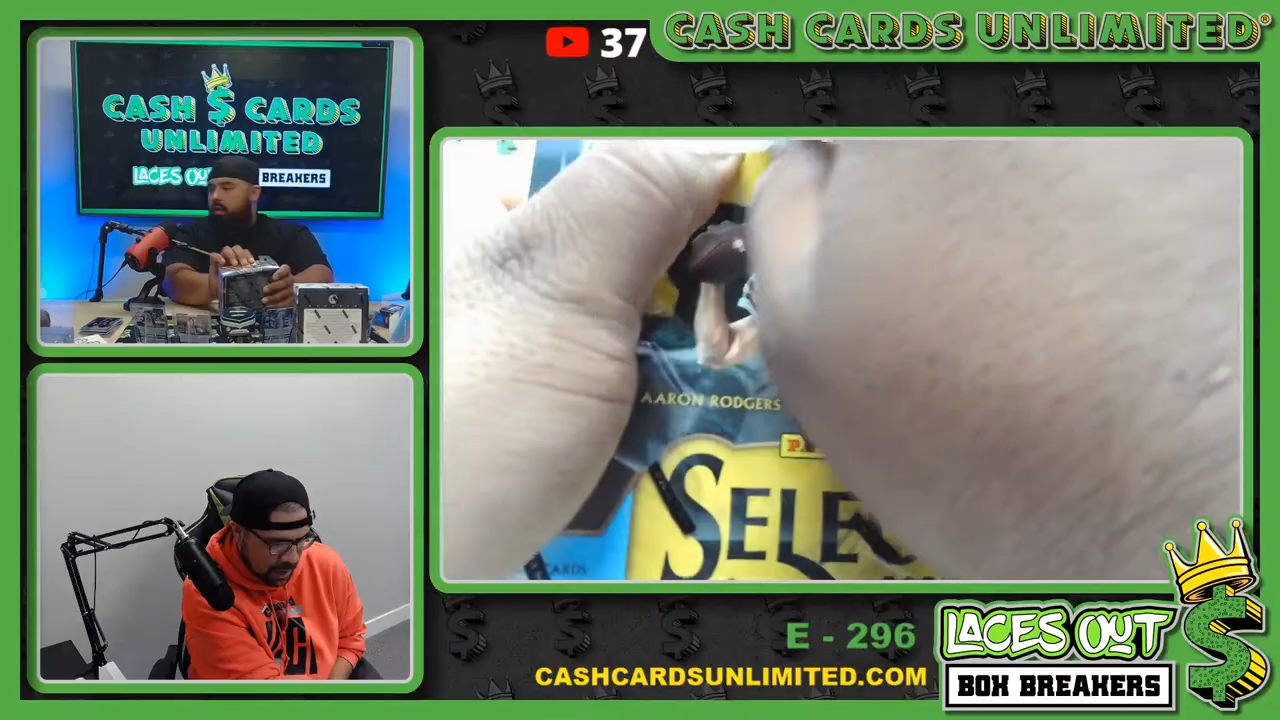 37
CASH CARDS UNLIMITED®
CASH $ CARDS
UNLIMITED
LACES OUT
BREAKERS
AARON RODGERS
SELEC
CARDS
E - 296
CASHCARDSUNLIMITED.COM
LACES OUT
BOX BREAKERS